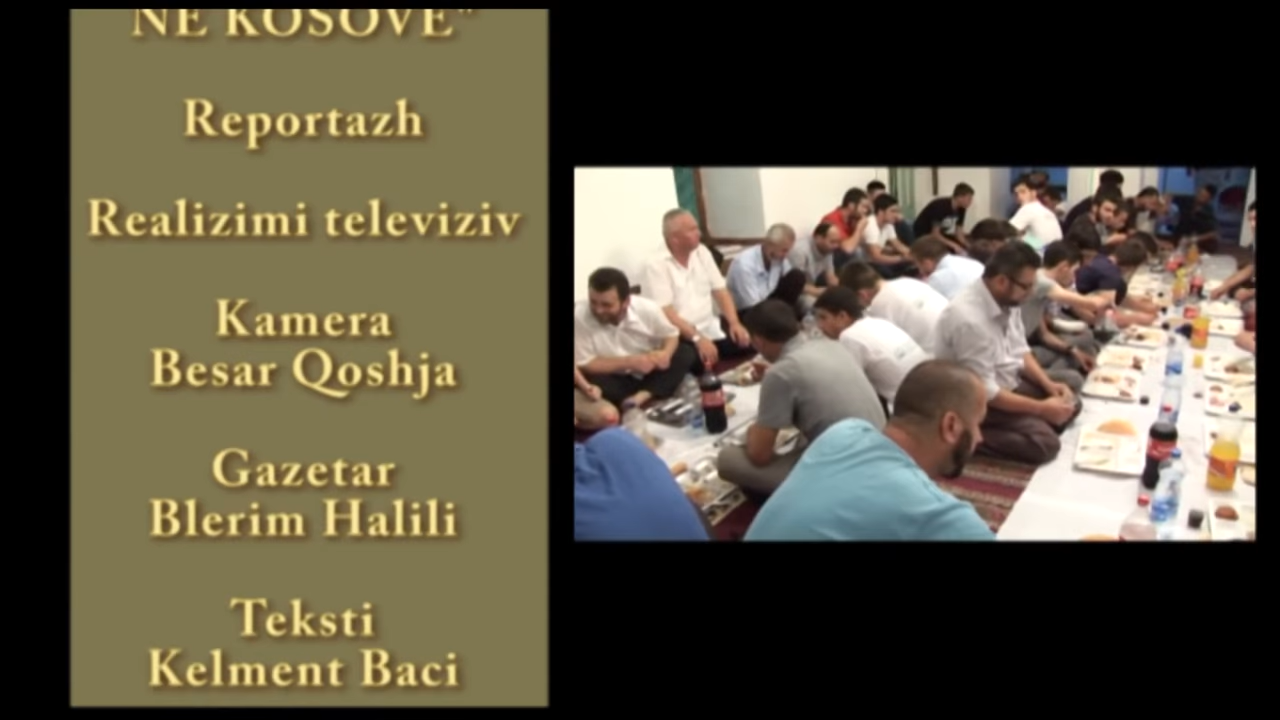 NË KOSOVË"
Reportazh
Realizimi televiziv
Kamera
Besar Qoshja
Gazetar
Blerim Halili
Teksti
Kelment Baci